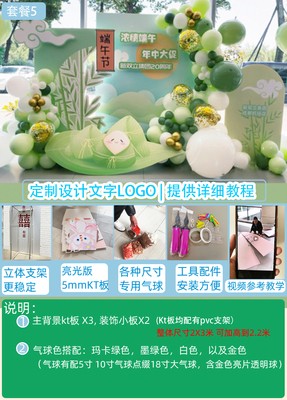 套餐5
端午节
浓情端午
年中大促
定制设计文字LOGO | 提供详细教程
囍
立体支架
更稳定
亮光版
5mmKT板
各种尺寸
专用气球
工具配件
安装方便
视频参考教学
说明：
① 主背景kt板 X3, 装饰小板X2 (Kt板均配有pvc支架)
整体尺寸2X3米 可加高到2.2米
② 气球色搭配：玛卡绿色，墨绿色，白色，以及金色
（气球有配5寸 10寸气球点缀18寸大气球，含金色亮片透明球）